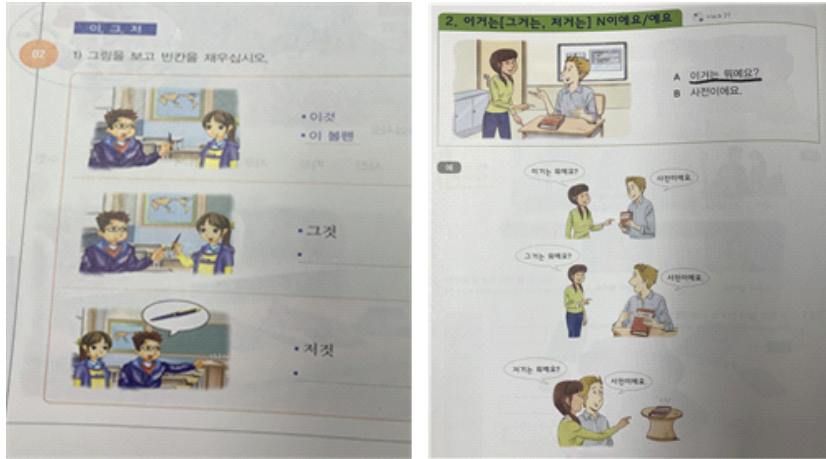 이, 그, 저
02
1) 그림을 보고 빈칸을 채우십시오.
• 이것
• 이 볼펜
• 그것
•
• 저것
•
2. 이거는[그거는, 저거는] N이에요/예요
track 21
A 이거는 뭐예요?
B 사전이에요.
예
이거는 뭐예요?
사전이에요.
그거는 뭐예요?
사전이에요.
저거는 뭐예요?
사전이에요.